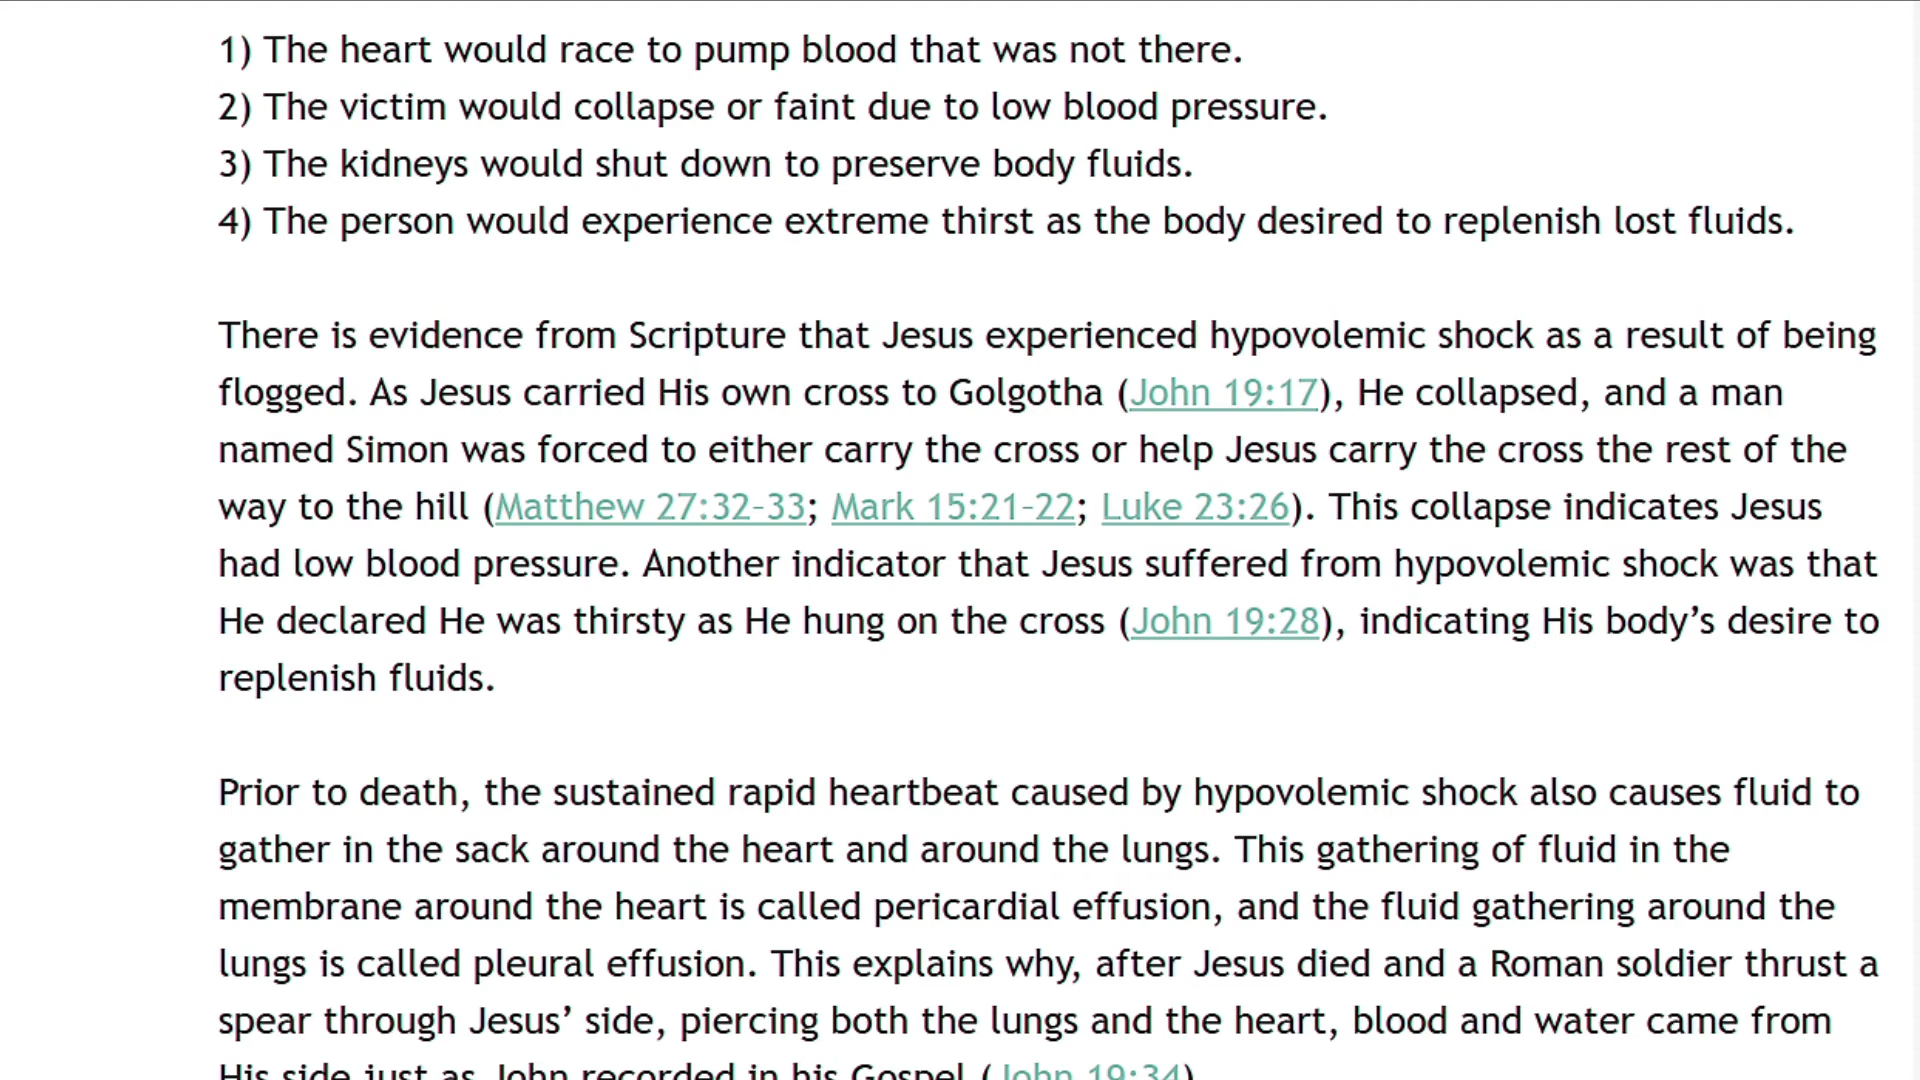 1) The heart would race to pump blood that was not there.
2) The victim would collapse or faint due to low blood pressure.
3) The kidneys would shut down to preserve body fluids.
4) The person would experience extreme thirst as the body desired to replenish lost fluids.
There is evidence from Scripture that Jesus experienced hypovolemic shock as a result of being
flogged. As Jesus carried His own cross to Golgotha (John 19:17), He collapsed, and a man
named Simon was forced to either carry the cross or help Jesus carry the cross the rest of the
way to the hill (Matthew 27:32-33; Mark 15:21-22; Luke 23:26). This collapse indicates Jesus
had low blood pressure. Another indicator that Jesus suffered from hypovolemic shock was that
He declared He was thirsty as He hung on the cross (John 19:28), indicating His body’s desire to
replenish fluids.
Prior to death, the sustained rapid heartbeat caused by hypovolemic shock also causes fluid to
gather in the sack around the heart and around the lungs. This gathering of fluid in the
membrane around the heart is called pericardial effusion, and the fluid gathering around the
lungs is called pleural effusion. This explains why, after Jesus died and a Roman soldier thrust a
spear through Jesus’ side, piercing both the lungs and the heart, blood and water came from
His side just as John recorded in his Gospel (John 19:34).